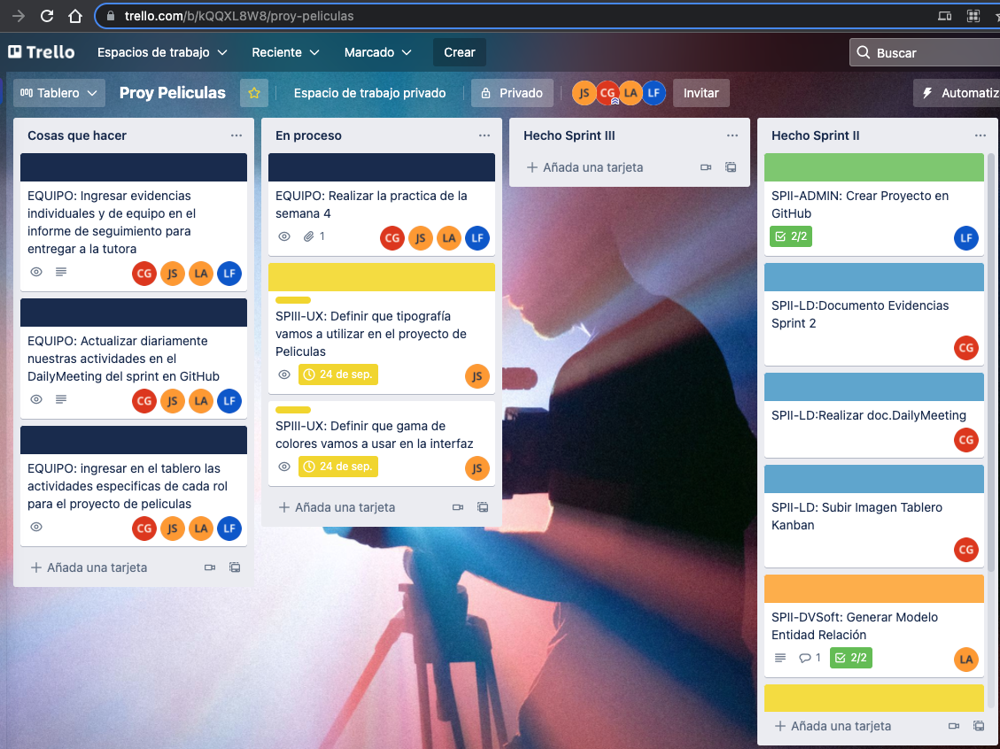 trello.com/b/kQQXL8W8/proy-peliculas
Trello
Espacios de trabajo
Reciente
Marcado
Crear
Buscar
Tablero
Proy Peliculas
Espacio de trabajo privado
Privado
JS
CG
LA
LF
Invitar
Automatiz
Cosas que hacer
EQUIPO: Ingresar evidencias
individuales y de equipo en el
informe de seguimiento para
entregar a la tutora
CG JS LA LF
EQUIPO: Actualizar diariamente
nuestras actividades en el
DailyMeeting del sprint en GitHub
CG JS LA LF
EQUIPO: ingresar en el tablero las
actividades especificas de cada rol
para el proyecto de peliculas
CG JS LA LF
+ Añada una tarjeta
En proceso
EQUIPO: Realizar la practica de la
semana 4
1
CG JS LA LF
SPIII-UX: Definir que tipografía
vamos a utilizar en el proyecto de
Peliculas
24 de sep.
JS
SPIII-UX: Definir que gama de
colores vamos a usar en la interfaz
24 de sep.
JS
+ Añada una tarjeta
Hecho Sprint III
+ Añada una tarjeta
Hecho Sprint II
SPII-ADMIN: Crear Proyecto en
GitHub
2/2
LF
SPII-LD:Documento Evidencias
Sprint 2
CG
SPII-LD:Realizar doc.DailyMeeting
CG
SPII-LD: Subir Imagen Tablero
Kanban
CG
SPII-DVSoft: Generar Modelo
Entidad Relación
1
2/2
LA
+ Añada una tarjeta